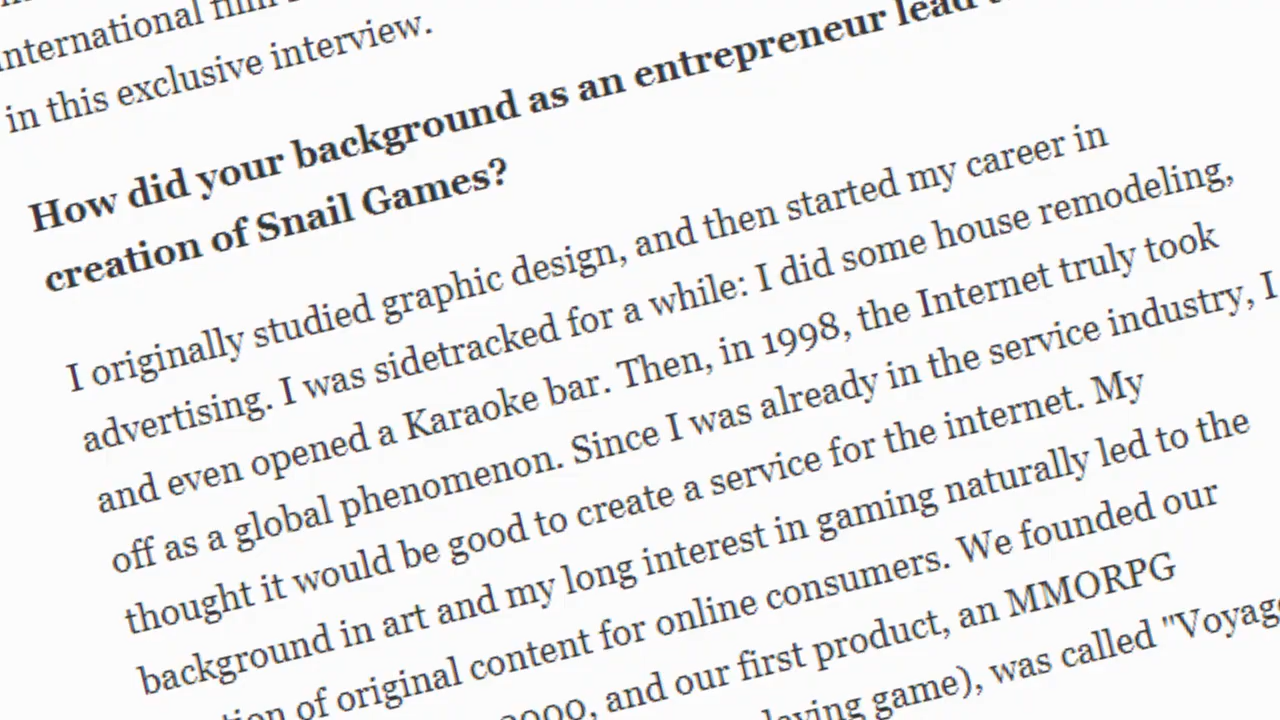 international film
in this exclusive interview.
How did your background as an entrepreneur lead
creation of Snail Games?
I originally studied graphic design, and then started my career in
advertising. I was sidetracked for a while: I did some house remodeling,
and even opened a Karaoke bar. Then, in 1998, the Internet truly took
off as a global phenomenon. Since I was already in the service industry, I
thought it would be good to create a service for the internet. My
background in art and my long interest in gaming naturally led to the
tion of original content for online consumers. We founded our
2000, and our first product, an MMORPG
laying game), was called "Voyage